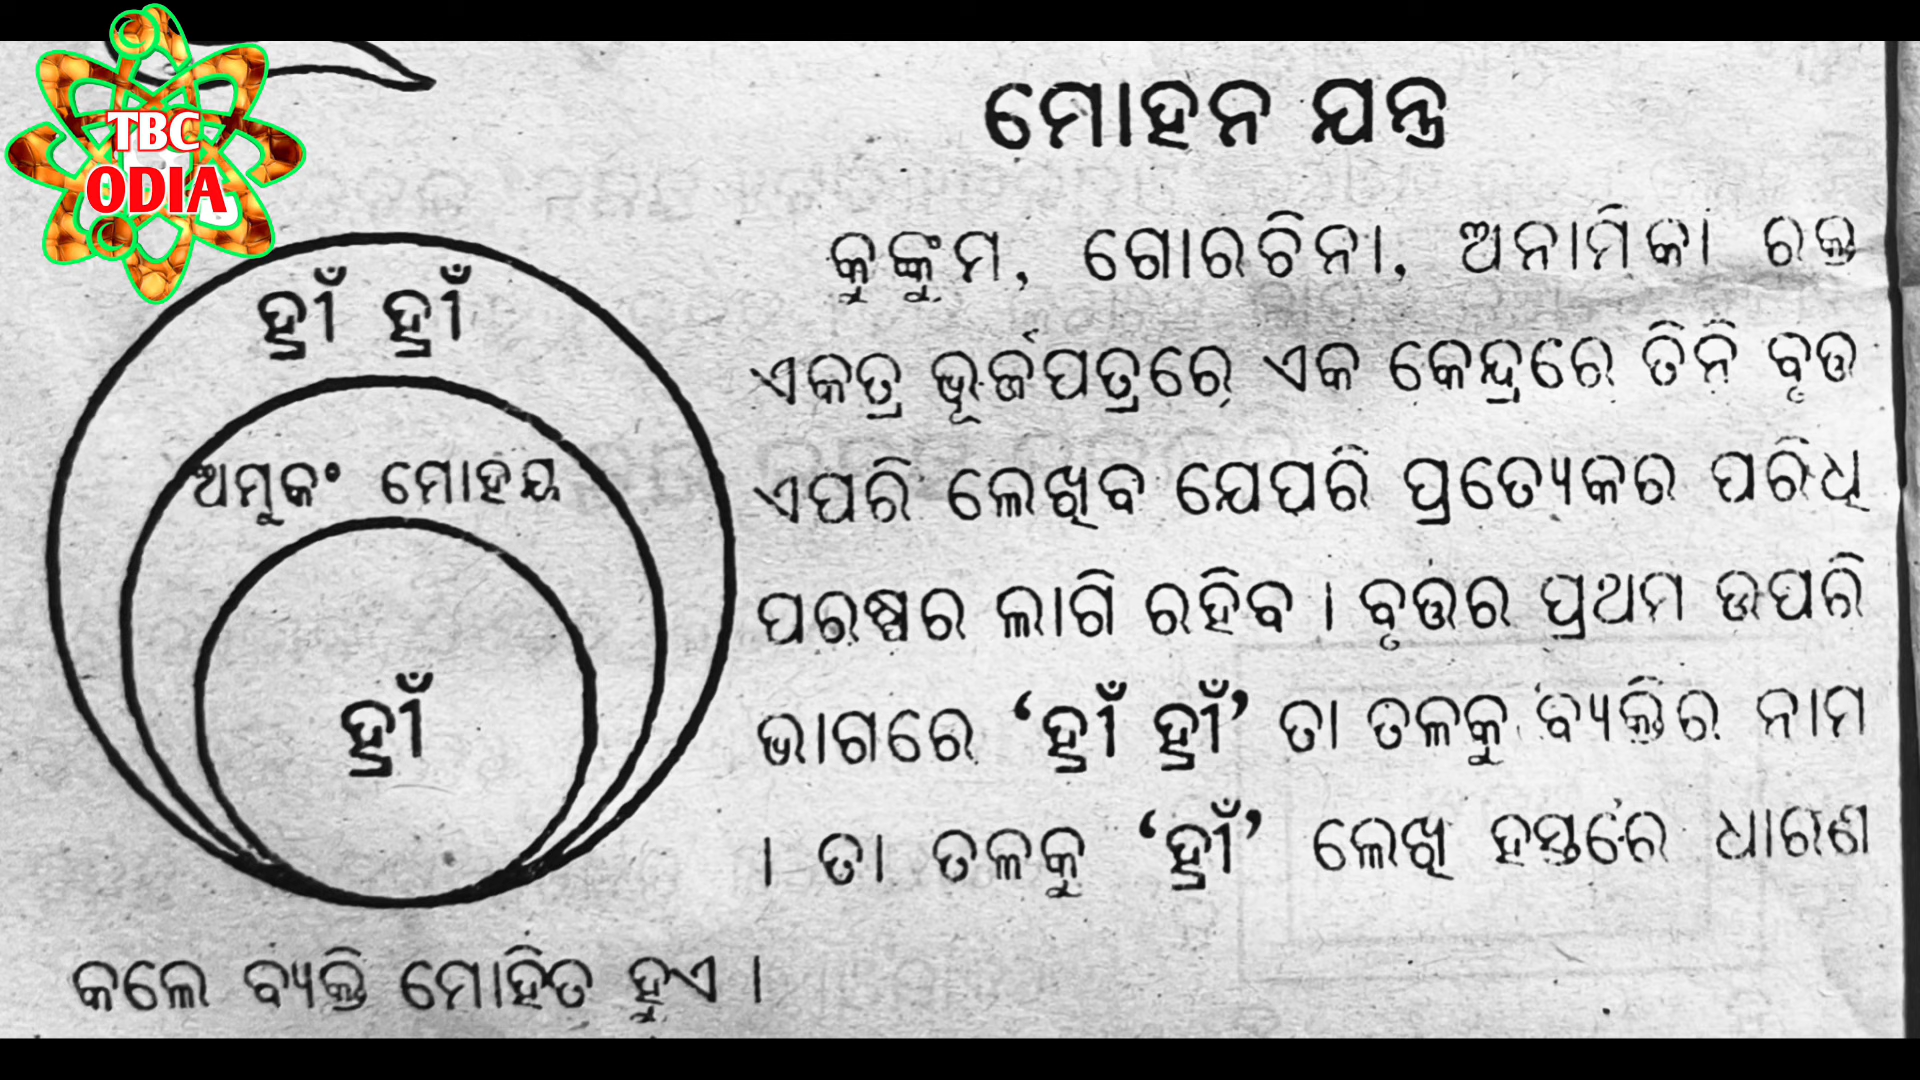 TBC
ODIA
ମୋହନ ଯନ୍ତ୍ର
ହ୍ରୀଁ ହ୍ରୀଁ
ଅମୁକଂ ମୋହୟ
ହ୍ରୀଁ
କୁଙ୍କୁମ, ଗୋରଚିନା, ଅନାମିକା ରକ୍ତ
ଏକତ୍ର ଭୂର୍ଜପତ୍ରରେ ଏକ କେନ୍ଦ୍ରରେ ତିନି ବୃତ୍ତ
ଏପରି ଲେଖିବ ଯେପରି ପ୍ରତ୍ୟେକର ପରିଧି
ପରଷ୍ପର ଲାଗି ରହିବ । ବୃତ୍ତର ପ୍ରଥମ ଉପରି
ଭାଗରେ ‘ହ୍ରୀଁ ହ୍ରୀଁ’ ତା ତଳକୁ ବ୍ୟକ୍ତିର ନାମ
। ତା ତଳକୁ ‘ହ୍ରୀଁ’ ଲେଖି ହସ୍ତରେ ଧାରଣ
କଲେ ବ୍ୟକ୍ତି ମୋହିତ ହୁଏ ।